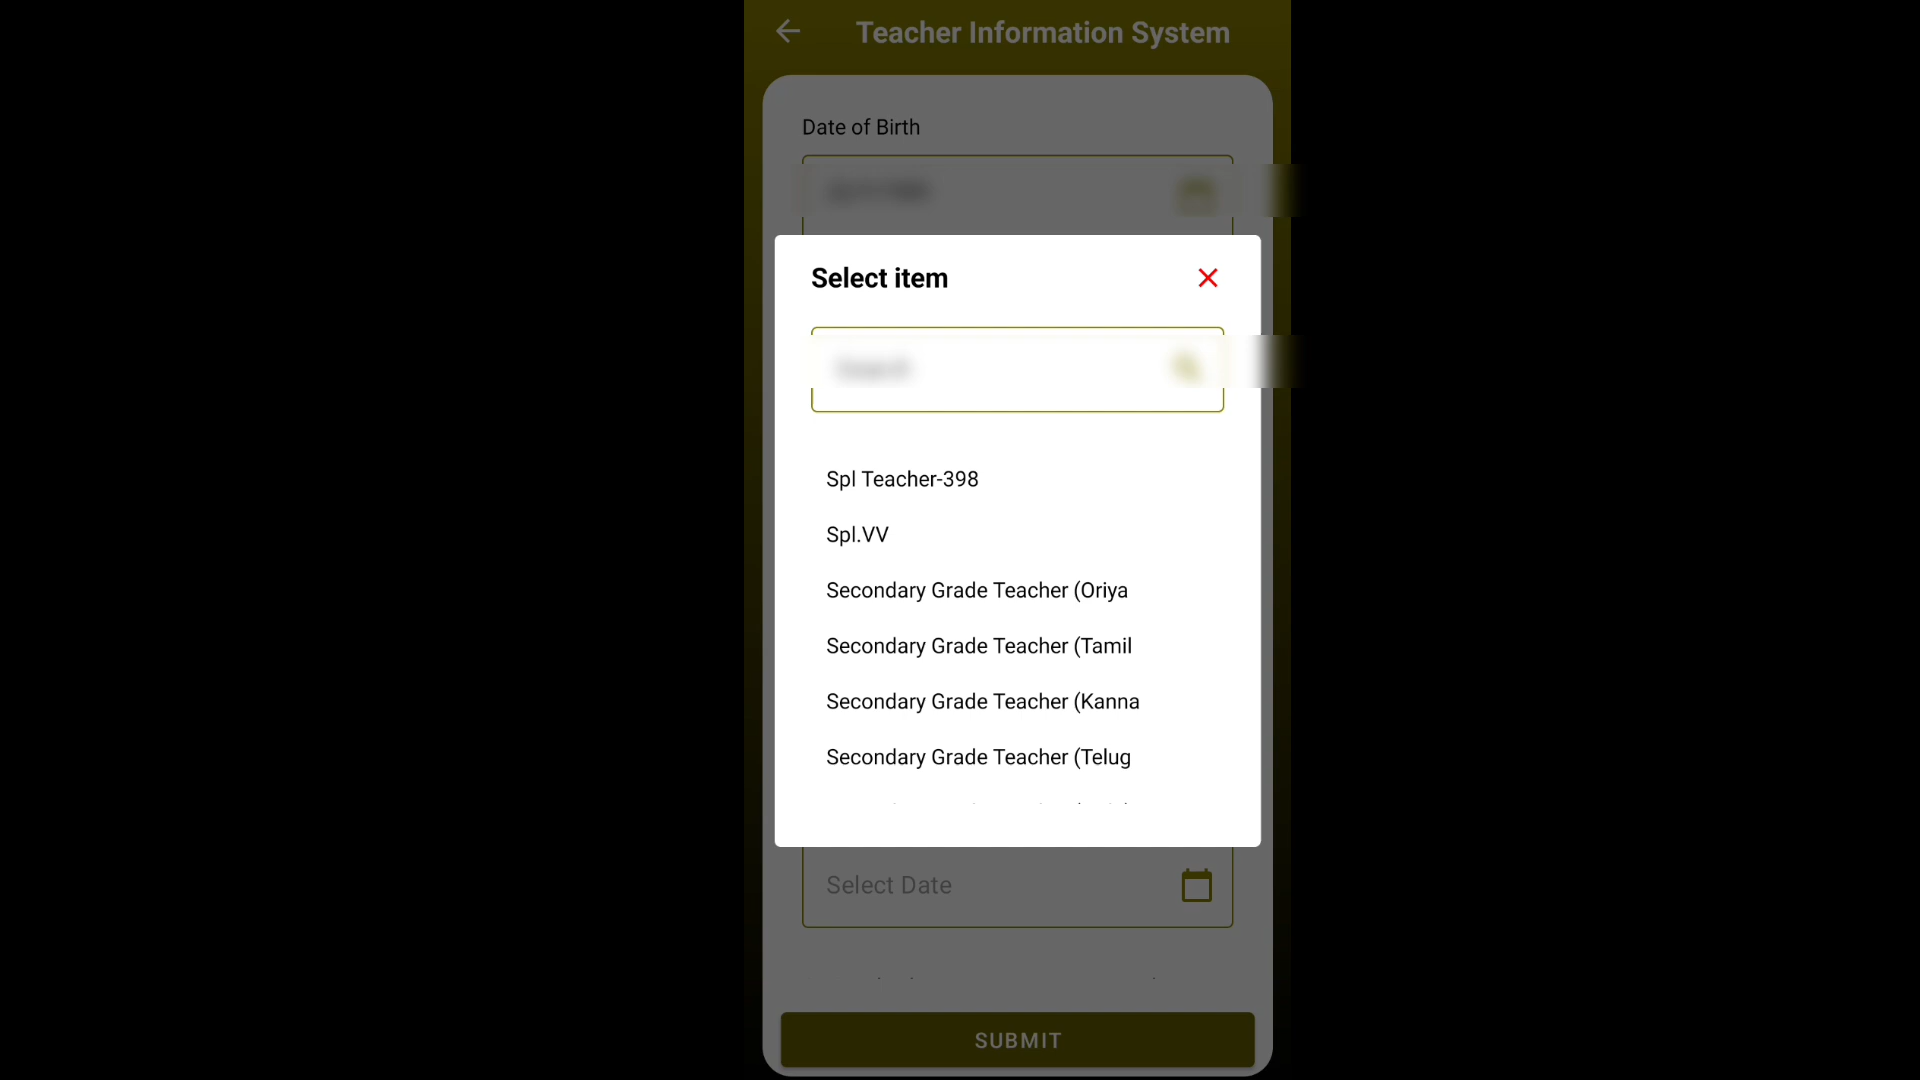 Teacher Information System
Date of Birth
Select item
Spl Teacher-398
Spl.VV
Secondary Grade Teacher (Oriya
Secondary Grade Teacher (Tamil
Secondary Grade Teacher (Kanna
Secondary Grade Teacher (Telug
Select Date
SUBMIT